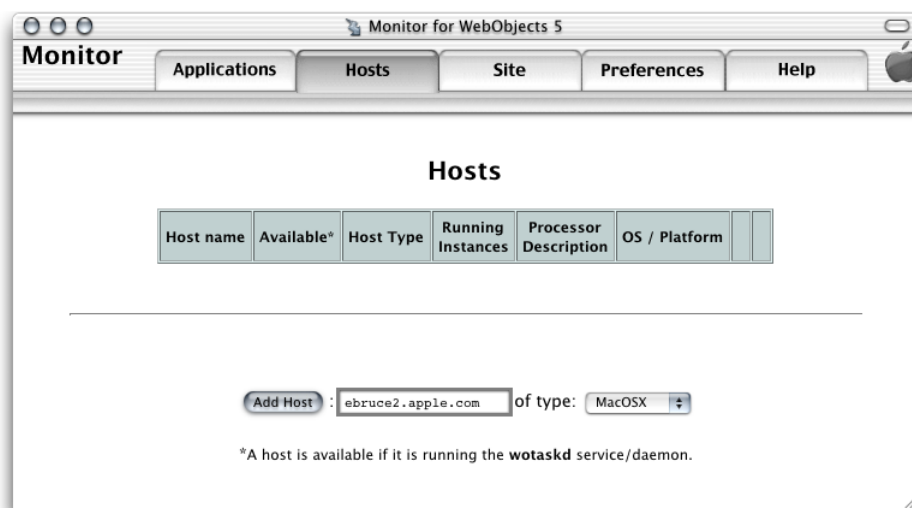 Monitor for WebObjects 5
Monitor
Applications Hosts Site Preferences Help
Hosts
Host name Available* Host Type Running Instances Processor Description OS / Platform
Add Host : ebruce2.apple.com of type: MacOSX
*A host is available if it is running the wotaskd service/daemon.